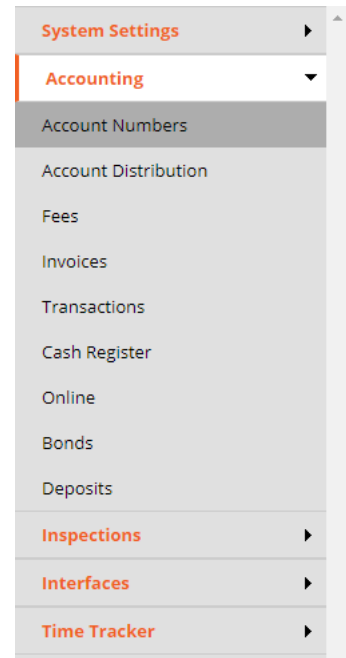 System Settings
Accounting
Account Numbers
Account Distribution
Fees
Invoices
Transactions
Cash Register
Online
Bonds
Deposits
Inspections
Interfaces
Time Tracker